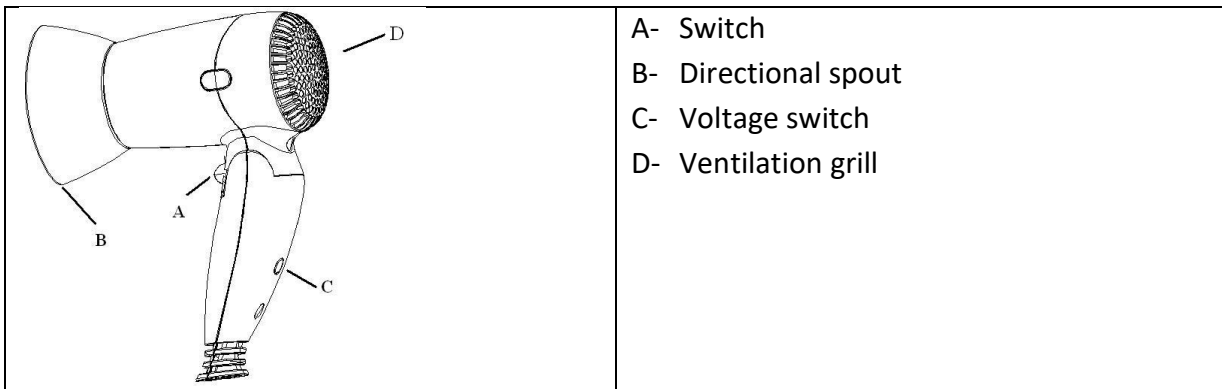 D
A
B
C
A- Switch
B- Directional spout
C- Voltage switch
D- Ventilation grill